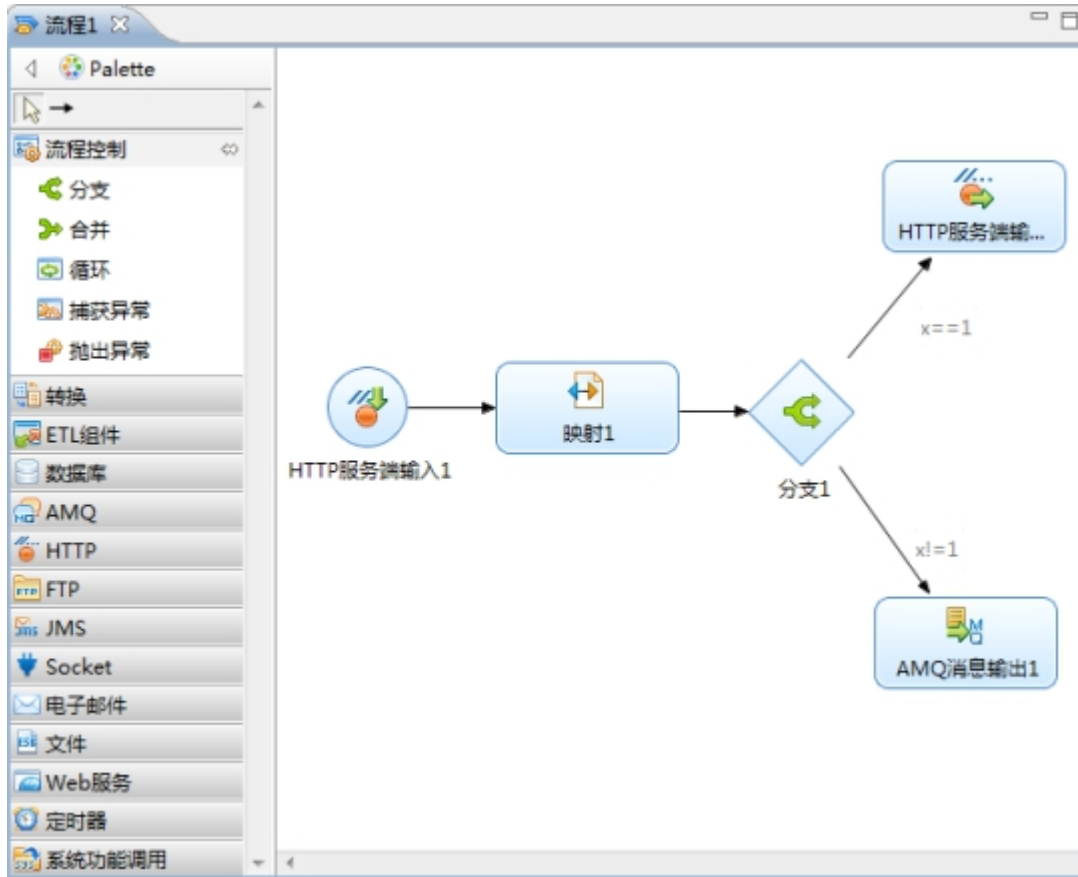 流程1
Palette
流程控制
分支
合并
循环
捕获异常
抛出异常
转换
ETL组件
数据库
AMQ
HTTP
FTP
JMS
Socket
电子邮件
文件
Web服务
定时器
系统功能调用
HTTP服务端输入1
映射1
分支1
x==1
HTTP服务端输...
x!=1
AMQ消息输出1